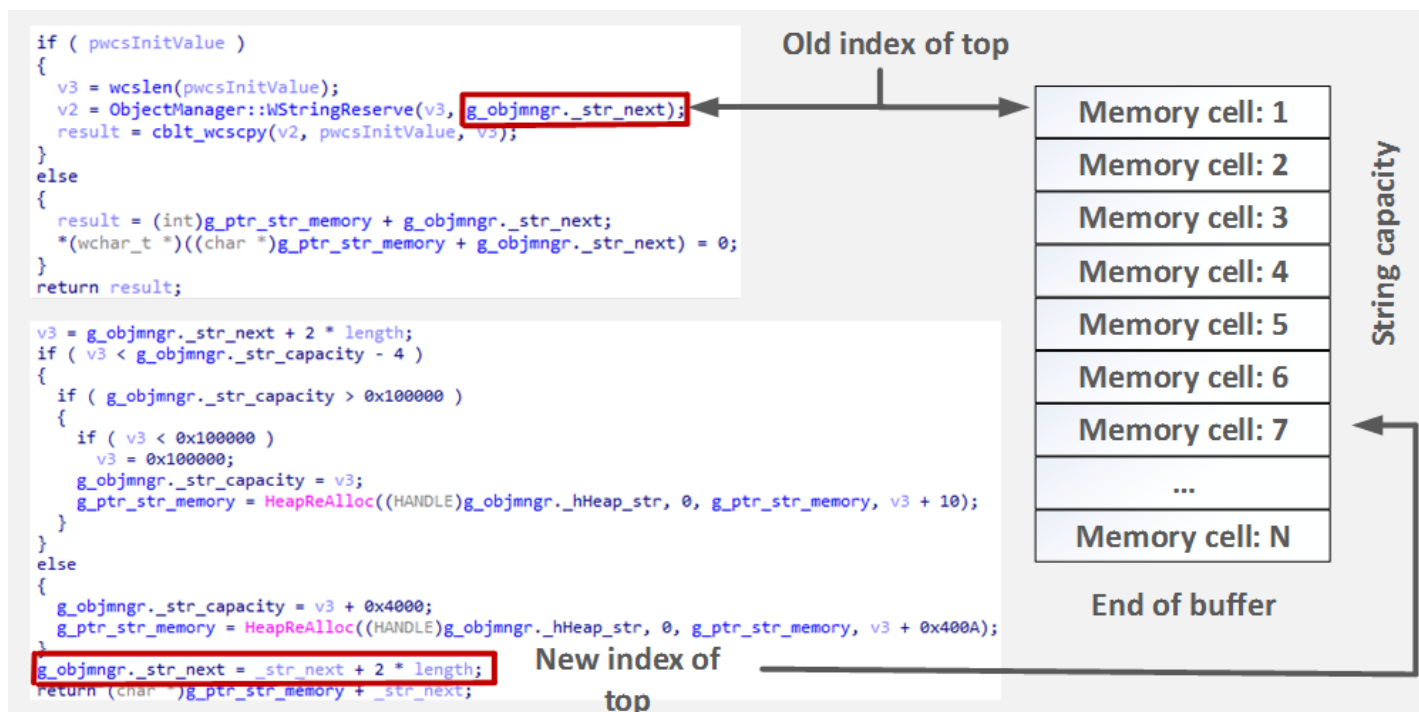 if ( pwcsInitValue )
{
  v3 = wcslen(pwcsInitValue);
  v2 = ObjectManager::WStringReserve(v3, g_objmngr._str_next);
  result = cblt_wcscpy(v2, pwcsInitValue, v3);
}
else
{
  result = (int)g_ptr_str_memory + g_objmngr._str_next;
  *(wchar_t *)((char *)g_ptr_str_memory + g_objmngr._str_next) = 0;
}
return result;
v3 = g_objmngr._str_next + 2 * length;
if ( v3 < g_objmngr._str_capacity - 4 )
{
  if ( g_objmngr._str_capacity > 0x100000 )
  {
    if ( v3 < 0x100000 )
      v3 = 0x100000;
    g_objmngr._str_capacity = v3;
    g_ptr_str_memory = HeapReAlloc((HANDLE)g_objmngr._hHeap_str, 0, g_ptr_str_memory, v3 + 10);
  }
}
else
{
  g_objmngr._str_capacity = v3 + 0x4000;
  g_ptr_str_memory = HeapReAlloc((HANDLE)g_objmngr._hHeap_str, 0, g_ptr_str_memory, v3 + 0x400A);
}
g_objmngr._str_next = _str_next + 2 * length;
return (char *)g_ptr_str_memory + _str_next;
Old index of top
New index of
top
Memory cell: 1
Memory cell: 2
Memory cell: 3
Memory cell: 4
Memory cell: 5
Memory cell: 6
Memory cell: 7
...
Memory cell: N
End of buffer
String capacity